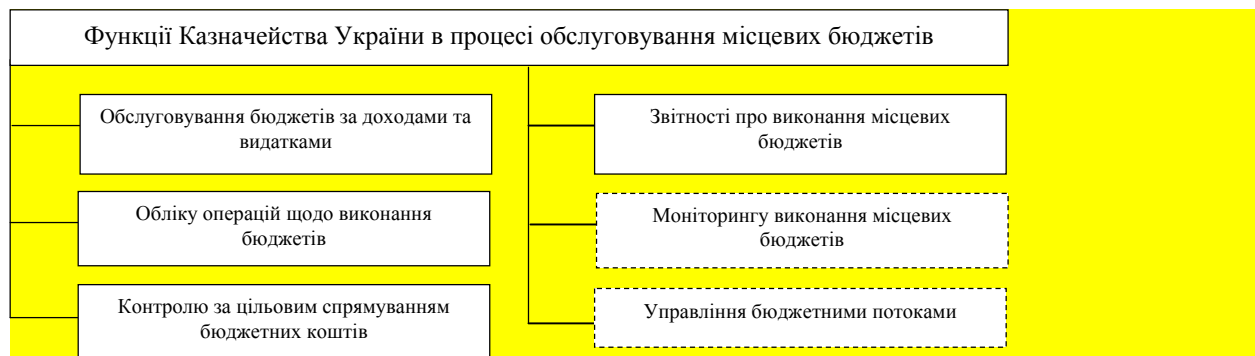 Функції Казначейства України в процесі обслуговування місцевих бюджетів
Обслуговування бюджетів за доходами та
видатками
Обліку операцій щодо виконання
бюджетів
Контролю за цільовим спрямуванням
бюджетних коштів
Звітності про виконання місцевих
бюджетів
Моніторингу виконання місцевих
бюджетів
Управління бюджетними потоками